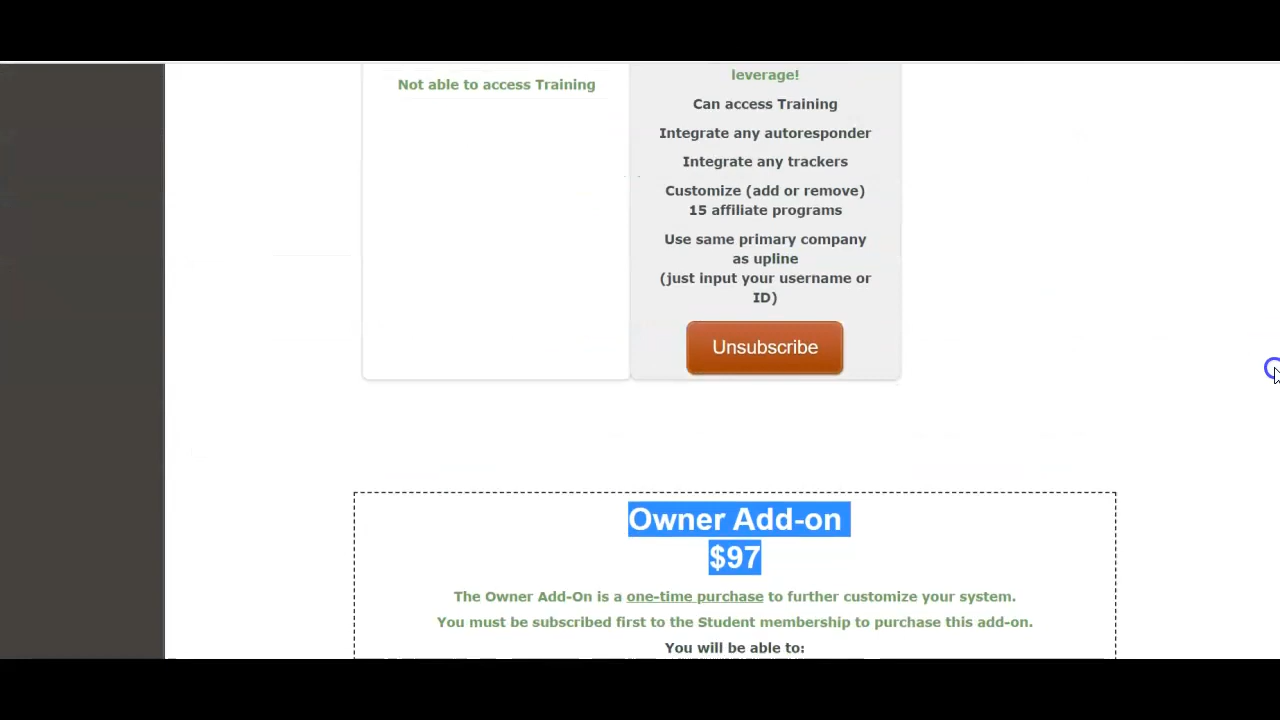 Not able to access Training
leverage!
Can access Training
Integrate any autoresponder
Integrate any trackers
Customize (add or remove)
15 affiliate programs
Use same primary company
as upline
(just input your username or
ID)
Unsubscribe
Owner Add-on
$97
The Owner Add-On is a one-time purchase to further customize your system.
You must be subscribed first to the Student membership to purchase this add-on.
You will be able to: